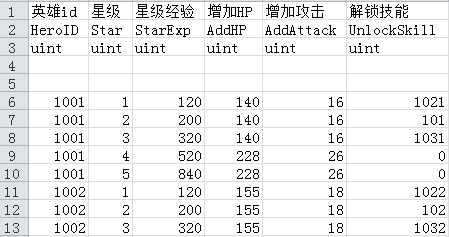 1 英雄id 星级 星级经验 增加HP 增加攻击 解锁技能
2 HeroID Star StarExp AddHP AddAttack UnlockSkill
3 uint uint uint uint uint uint
4
5
6 1001 1 120 140 16 1021
7 1001 2 200 140 16 101
8 1001 3 320 140 16 1031
9 1001 4 520 228 26 0
10 1001 5 840 228 26 0
11 1002 1 120 155 18 1022
12 1002 2 200 155 18 102
13 1002 3 320 155 18 1032